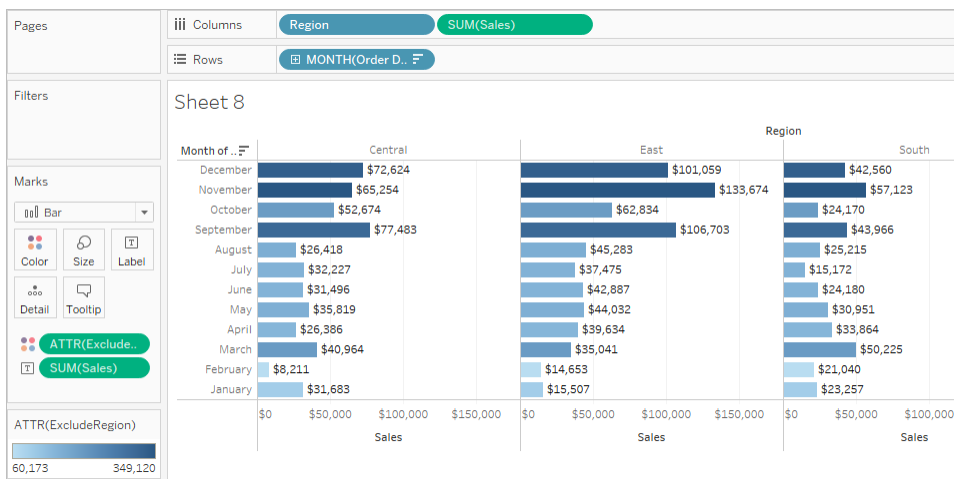 Pages
Columns
Region
SUM(Sales)
Rows
MONTH(Order D..
Filters
Sheet 8
Region
Month of ..
Central
East
South
December $72,624 $101,059 $42,560
November $65,254 $133,674 $57,123
October $52,674 $62,834 $24,170
September $77,483 $106,703 $43,966
August $26,418 $45,283 $25,215
July $32,227 $37,475 $15,172
June $31,496 $42,887 $24,180
May $35,819 $44,032 $30,951
April $26,386 $39,634 $33,864
March $40,964 $35,041 $50,225
February $8,211 $14,653 $21,040
January $31,683 $15,507 $23,257
$0 $50,000 $100,000 $150,000 $0 $50,000 $100,000 $150,000 $0 $50,000 $100,000
Sales Sales Sales
Marks
Bar
Color Size Label
Detail Tooltip
ATTR(Exclude..
SUM(Sales)
ATTR(ExcludeRegion)
60,173 349,120